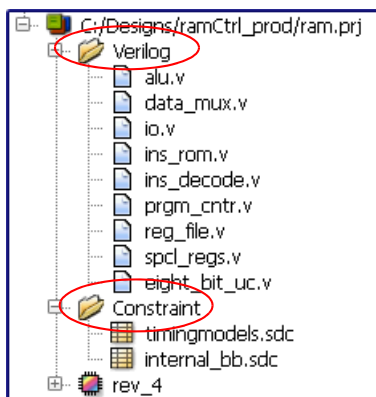 C:/Designs/ramCtrl_prod/ram.prj
Verilog
alu.v
data_mux.v
io.v
ins_rom.v
ins_decode.v
prgm_cntr.v
reg_file.v
spcl_regs.v
eight_bit_uc.v
Constraint
timingmodels.sdc
internal_bb.sdc
rev_4